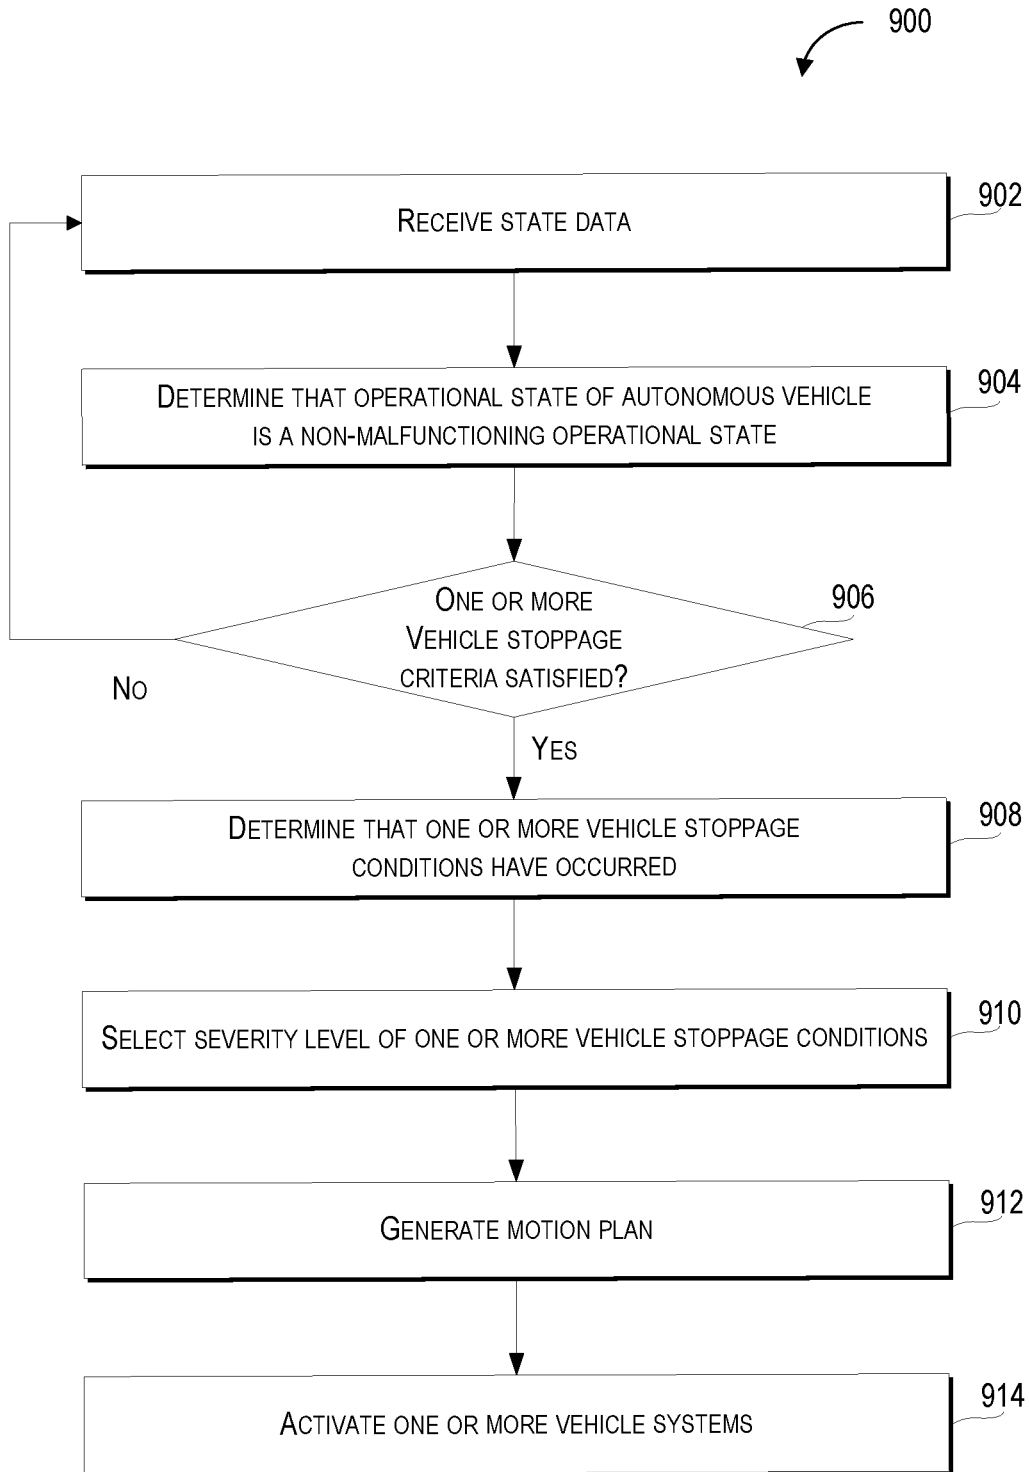 900
902
RECEIVE STATE DATA
904
DETERMINE THAT OPERATIONAL STATE OF AUTONOMOUS VEHICLE
IS A NON-MALFUNCTIONING OPERATIONAL STATE
906
ONE OR MORE
VEHICLE STOPPAGE
CRITERIA SATISFIED?
NO
YES
908
DETERMINE THAT ONE OR MORE VEHICLE STOPPAGE
CONDITIONS HAVE OCCURRED
910
SELECT SEVERITY LEVEL OF ONE OR MORE VEHICLE STOPPAGE CONDITIONS
912
GENERATE MOTION PLAN
914
ACTIVATE ONE OR MORE VEHICLE SYSTEMS